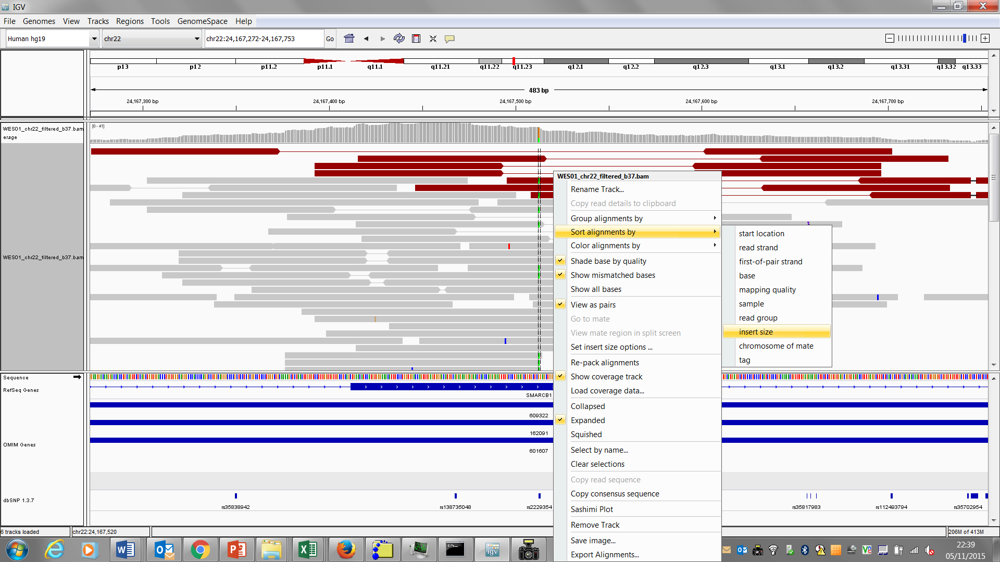 IGV
File Genomes View Tracks Regions Tools GenomeSpace Help
Human hg19 chr22 chr22:24,167,272-24,167,753 Go
p13 p12 p11.2 p11.1 q11.1 q11.21 q11.22 q11.23 q12.1 q12.2 q12.3 q13.1 q13.2 q13.31 q13.32 q13.33
483 bp
24,167,300 bp 24,167,400 bp 24,167,500 bp 24,167,600 bp 24,167,700 bp
WES01_chr22_filtered_b37.bam
erage
[0 - 41]
WES01_chr22_filtered_b37.bam
WES01_chr22_filtered_b37.bam
Rename Track...
Copy read details to clipboard
Group alignments by
Sort alignments by
Color alignments by
Shade base by quality
Show mismatched bases
Show all bases
View as pairs
Go to mate
View mate region in split screen
Set insert size options ...
Re-pack alignments
Show coverage track
Load coverage data...
Collapsed
Expanded
Squished
Select by name...
Clear selections
Copy read sequence
Copy consensus sequence
Sashimi Plot
Remove Track
Save image...
Export Alignments...
start location
read strand
first-of-pair strand
base
mapping quality
sample
read group
insert size
chromosome of mate
tag
Sequence
RefSeq Genes
SMARCB1
609322
162091
OMIM Genes
601607
dbSNP 1.3.7
rs35838942 rs138735048 rs2229354 rs35817983 rs112493794 rs35702954
6 tracks loaded chr22:24,167,520 206M of 413M
igv
22:39
05/11/2015